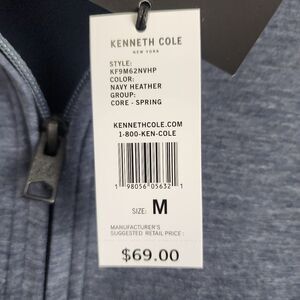 KENNETH COLE
NEW YORK
STYLE:
KF9M62NVHP
COLOR:
NAVY HEATHER
GROUP:
CORE - SPRING
KENNETHCOLE.COM
1-800-KEN-COLE
1 98056 05632 1
SIZE: M
MANUFACTURER'S
SUGGESTED RETAIL PRICE:
$69.00